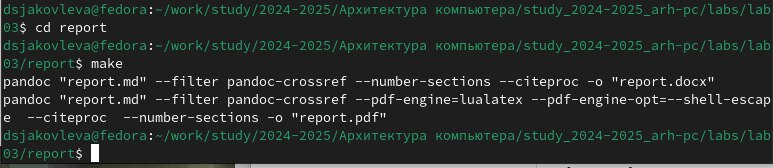 dsjakovleva@fedora:~/work/study/2024-2025/Архитектура компьютера/study_2024-2025_arh-pc/labs/lab
03$ cd report
dsjakovleva@fedora:~/work/study/2024-2025/Архитектура компьютера/study_2024-2025_arh-pc/labs/lab
03/report$ make
pandoc "report.md" --filter pandoc-crossref --number-sections --citeproc -o "report.docx"
pandoc "report.md" --filter pandoc-crossref --pdf-engine=lualatex --pdf-engine-opt=--shell-escap
e  --citeproc  --number-sections -o "report.pdf"
dsjakovleva@fedora:~/work/study/2024-2025/Архитектура компьютера/study_2024-2025_arh-pc/labs/lab
03/report$